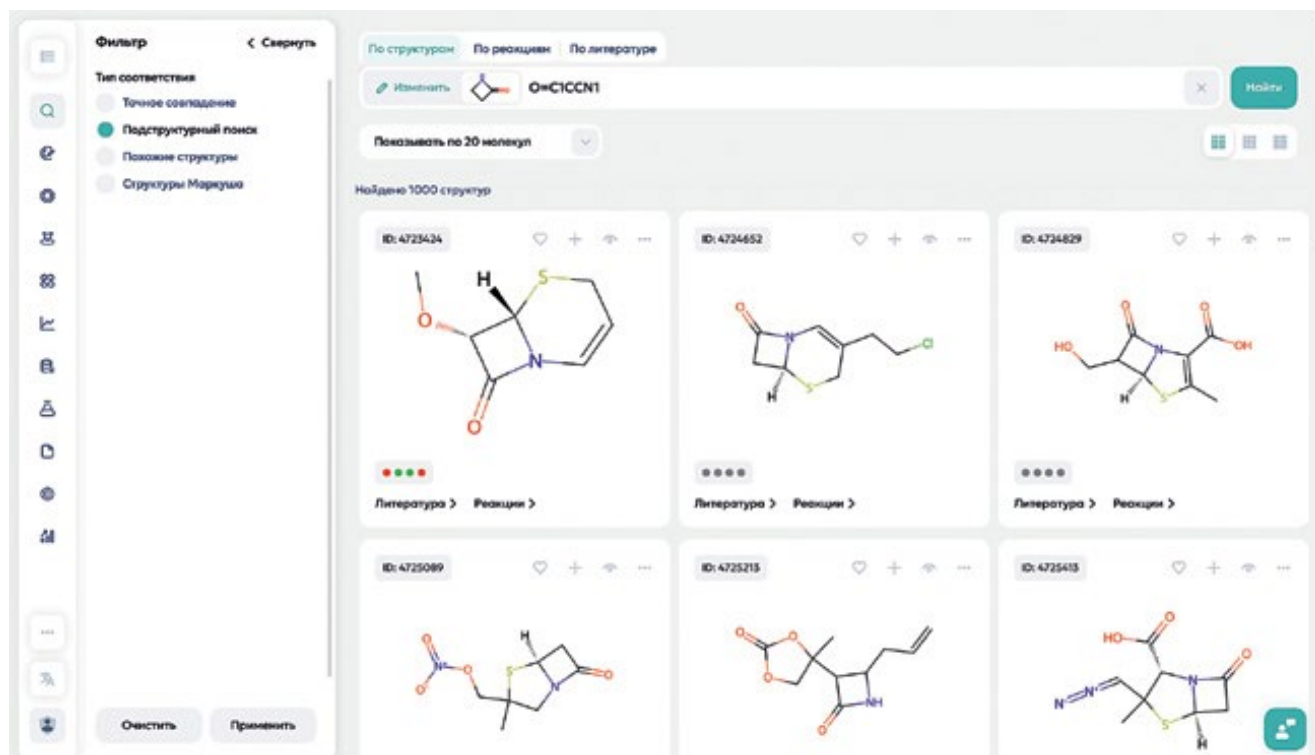 Фильтр
Свернуть
Тип соответствия
Точное совпадение
Подструктурный поиск
Похожие структуры
Структуры Маркуша
Очистить
Применить
По структурам По реакциям По литературе
Изменить
O=C1CCN1
Найти
Показывать по 20 молекул
Найдено 1000 структур
ID: 4723424
H
S
O
N
O
Литература Реакции
ID: 4724652
O
N
Cl
S
H
Литература Реакции
ID: 4724829
O
O
HO
N
OH
S
H
Литература Реакции
ID: 4725089
O
N+
O
O-
H
S
N
O
ID: 4725213
O
O
O
NH
O
ID: 4725413
HO
O
O
N
N
N
S
H